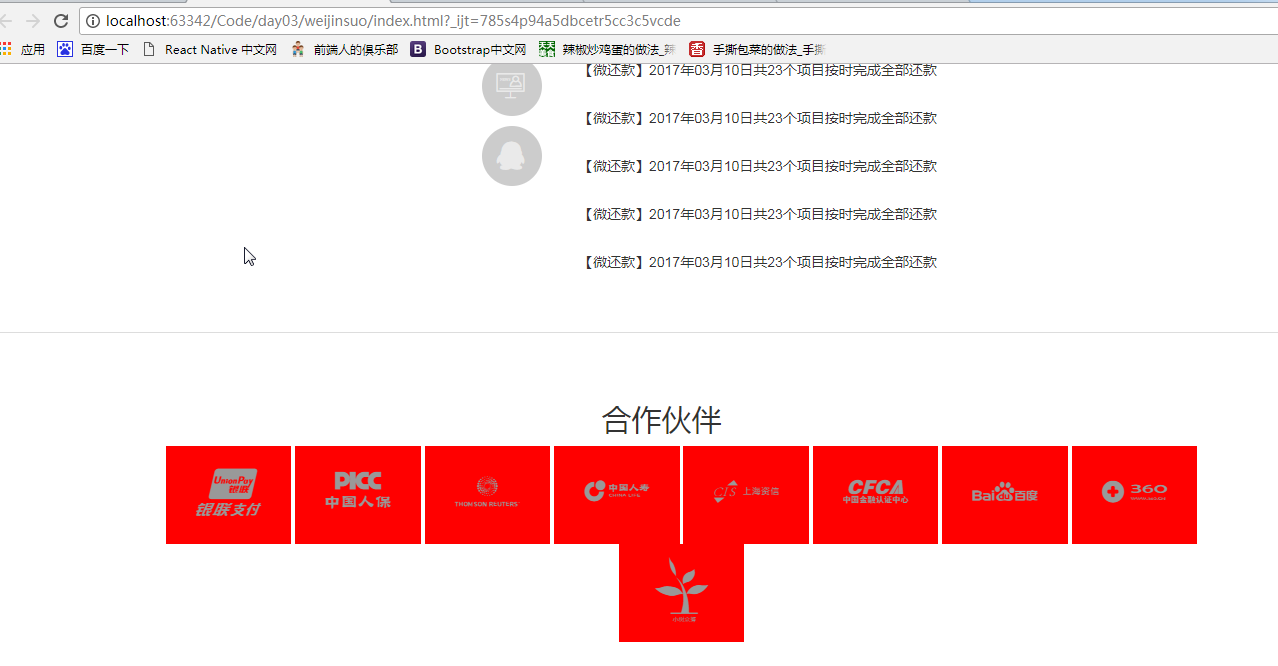 localhost:63342/Code/day03/weijinsuo/index.html?_ijt=785s4p94a5dbcetr5cc3c5vcde
应用 百度一下 React Native 中文网 前端人的俱乐部 B Bootstrap中文网 辣椒炒鸡蛋的做法_辣 香 手撕包菜的做法_手撕
【微还款】2017年03月10日共23个项目按时完成全部还款
【微还款】2017年03月10日共23个项目按时完成全部还款
【微还款】2017年03月10日共23个项目按时完成全部还款
【微还款】2017年03月10日共23个项目按时完成全部还款
【微还款】2017年03月10日共23个项目按时完成全部还款
合作伙伴
UnionPay 银联 银联支付
PICC 中国人保
THOMSON REUTERS
中国人寿 CHINA LIFE
CIS 上海资信
CFCA 中国金融认证中心
Bai du 百度
360